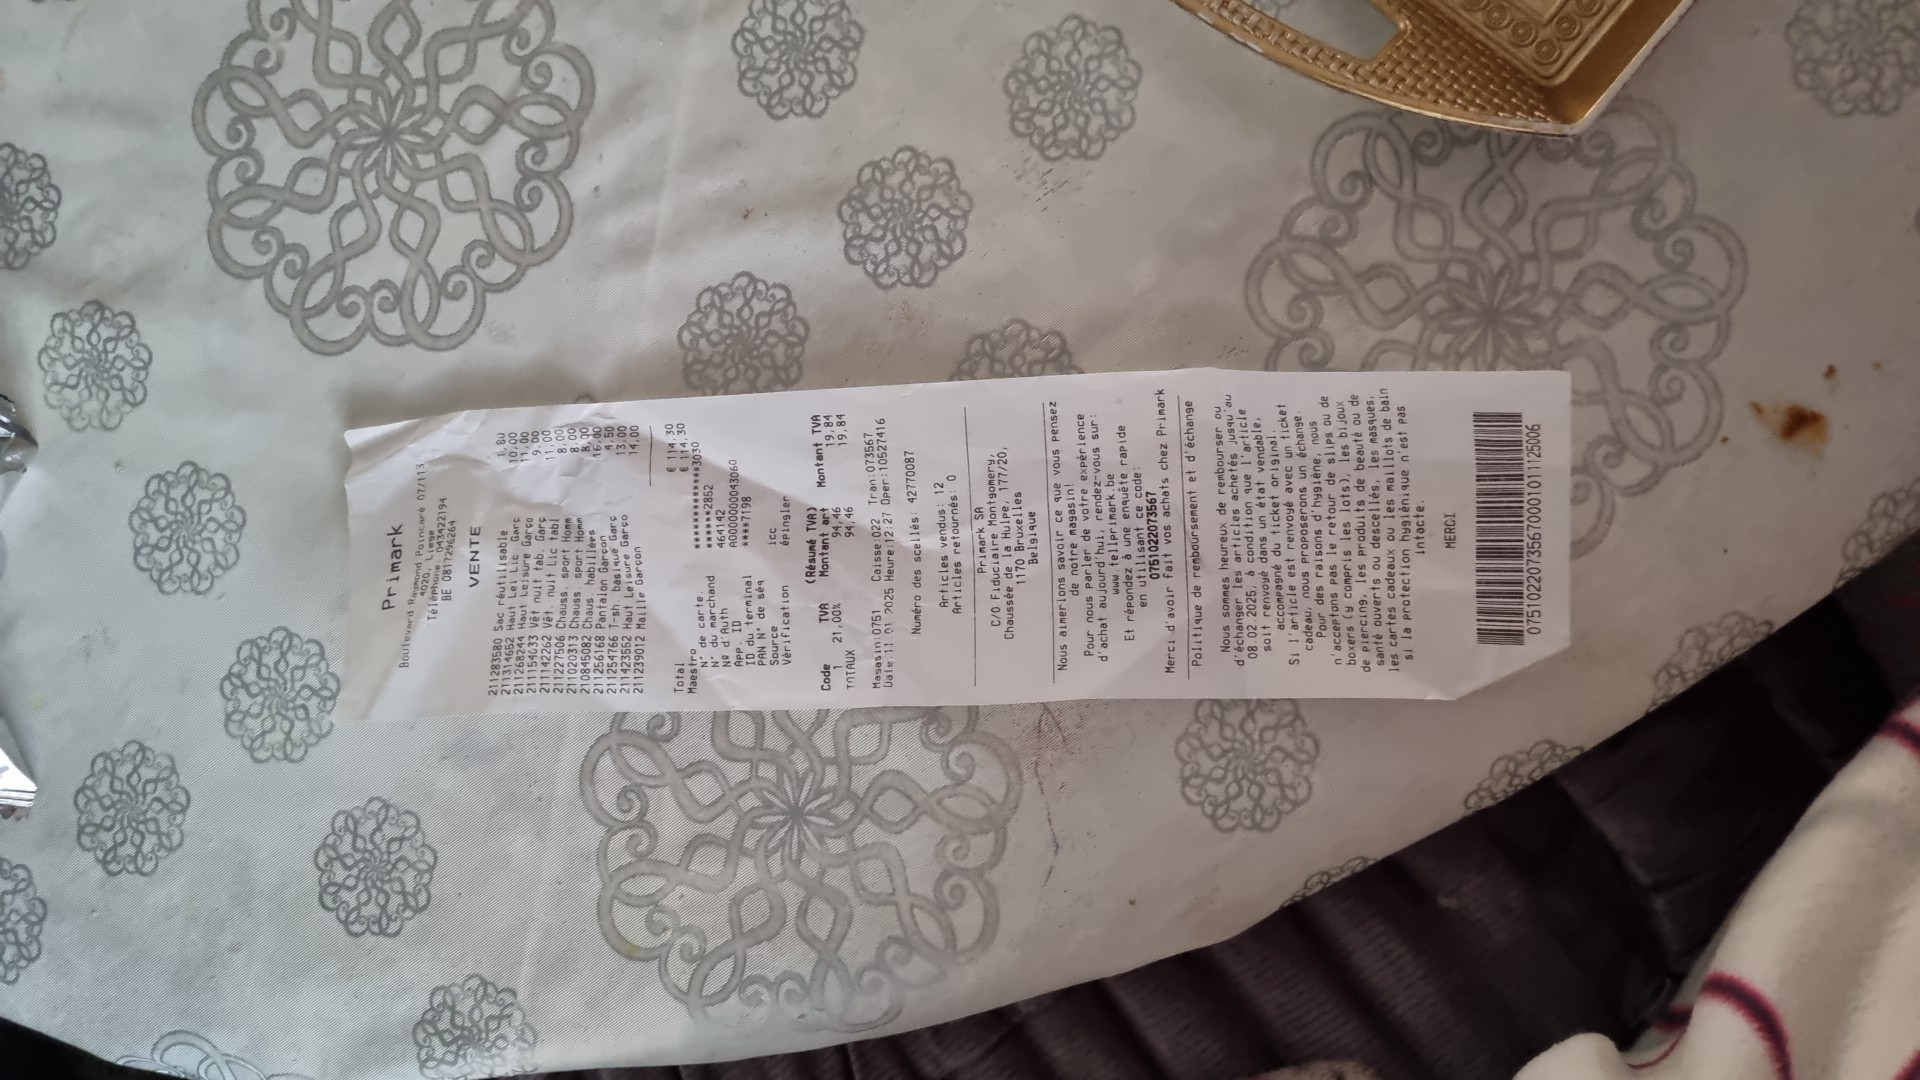 Primark
Boulevard Raymond Poincaré 07/113
4020, Liege
Téléphone 043422194
BE 0817296264
VENTE
211283580 Sac réutilisable 1,80
211314652 Haut Lei Lic. Garç 10,00
211268244 Haut Leisure Garço 11,00
211154633 Vêt nuit tab. Garç 9,00
211142262 Vêt. nuit Lic tabl 11,00
211227506 Chauss. sport Homm 8,00
211020313 Chauss. sport Homm 8,00
210845082 Chaus. habillées 8,00
211256168 Pantalon Garçon 16,00
211254766 T-sh. basique Garç 4,50
211423552 Haut Leisure Garço 13,00
211239012 Maille Garçon 14,00
Total € 114,30
Maestro € 114,30
N° de carte. *************3030
N° du marchand ******2852
N° d'Auth 464142
App. ID A0000000043060
ID du terminal ****7198
PAN N° de séq
Source icc
Vérification épingler
(Résumé TVA)
Code TVA Montant art Montant TVA
1 21,00% 94,46 19,84
TOTAUX 94,46 19,84
Magasin:0751 Caisse:022 Tran:073567
Date:11.01.2025 Heure:12:27 Oper:10527416
Numéro des scellés: 42770087
Articles vendus: 12
Articles retournés: 0
Primark SA
C/O Fiduciaire Montgomery,
Chaussée de la Hulpe, 177/20,
1170 Bruxelles
Belgique
Nous aimerions savoir ce que vous pensez
de notre magasin!
Pour nous parler de votre expérience
d'achat aujourd'hui, rendez-vous sur:
www.tellprimark.be
Et répondez à une enquête rapide
en utilisant ce code:
0751022073567
Merci d'avoir fait vos achats chez Primark
Politique de remboursement et d'échange
Nous sommes heureux de rembourser ou
d'échanger les articles achetés jusqu'au
08.02.2025, à condition que l'article
soit renvoyé dans un état vendable,
accompagné du ticket original.
Si l'article est renvoyé avec un ticket
cadeau, nous proposerons un échange.
Pour des raisons d'hygiène, nous
n'acceptons pas le retour de slips ou de
boxers (y compris les lots), les bijoux
de piercing, les produits de beauté ou de
santé ouverts ou descellés, les masques,
les cartes cadeaux ou les maillots de bain
si la protection hygiénique n'est pas
intacte.
MERCI
07510220735670001011125006